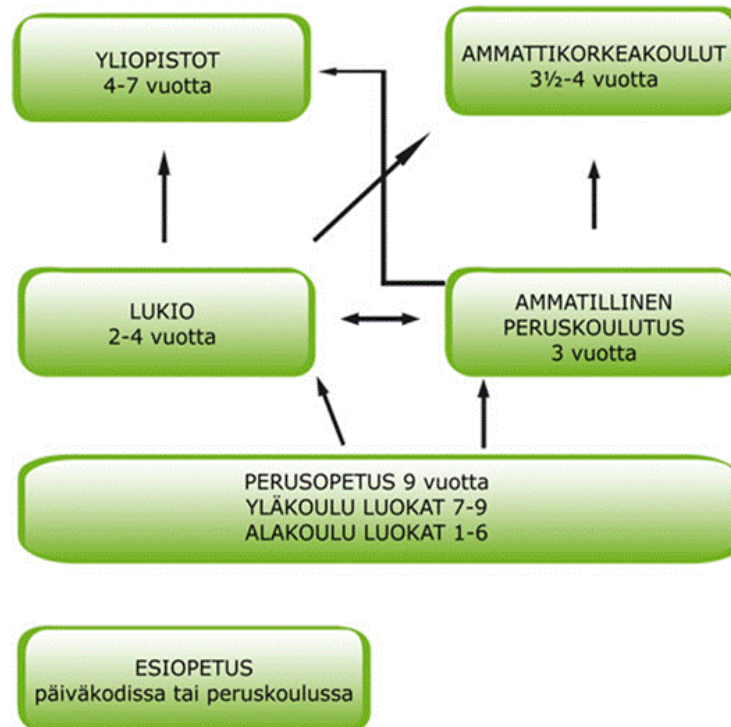 YLIOPISTOT
4-7 vuotta
AMMATTIKORKEAKOULUT
3½-4 vuotta
LUKIO
2-4 vuotta
AMMATILLINEN
PERUSKOULUTUS
3 vuotta
PERUSOPETUS 9 vuotta
YLÄKOULU LUOKAT 7-9
ALAKOULU LUOKAT 1-6
ESIOPETUS
päiväkodissa tai peruskoulussa